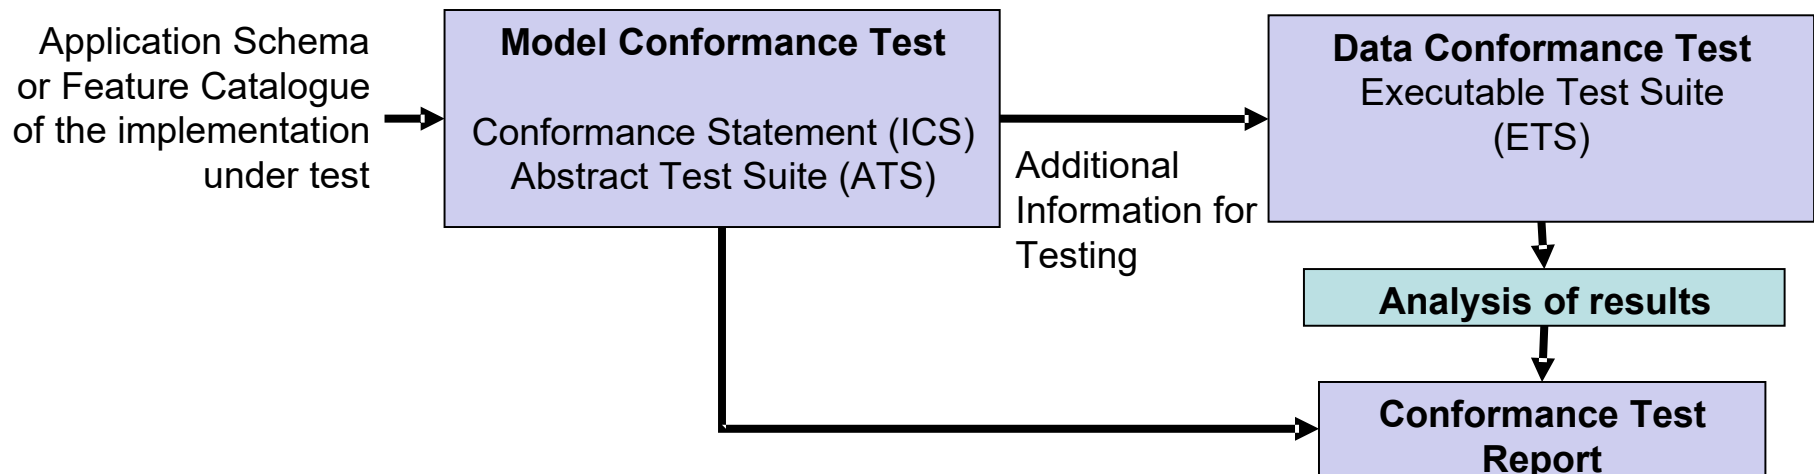 Application Schema
or Feature Catalogue
of the implementation
under test
Model Conformance Test
Conformance Statement (ICS)
Abstract Test Suite (ATS)
Additional
Information for
Testing
Data Conformance Test
Executable Test Suite
(ETS)
Analysis of results
Conformance Test
Report